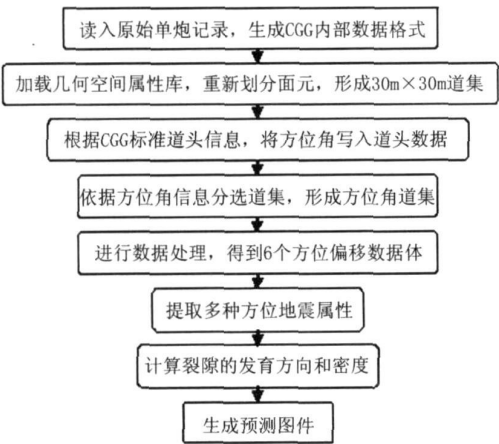 读入原始单炮记录，生成CGG内部数据格式
加载几何空间属性库，重新划分面元，形成30m×30m道集
根据CGG标准道头信息，将方位角写入道头数据
依据方位角信息分选道集，形成方位角道集
进行数据处理，得到6个方位偏移数据体
提取多种方位地震属性
计算裂隙的发育方向和密度
生成预测图件